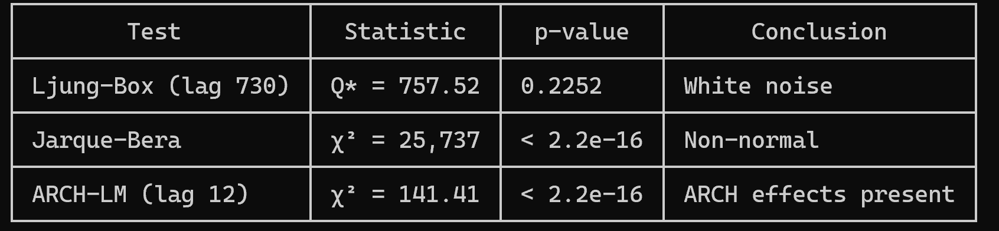 Test Statistic p-value Conclusion
Ljung-Box (lag 730) Q* = 757.52 0.2252 White noise
Jarque-Bera χ² = 25,737 < 2.2e-16 Non-normal
ARCH-LM (lag 12) χ² = 141.41 < 2.2e-16 ARCH effects present